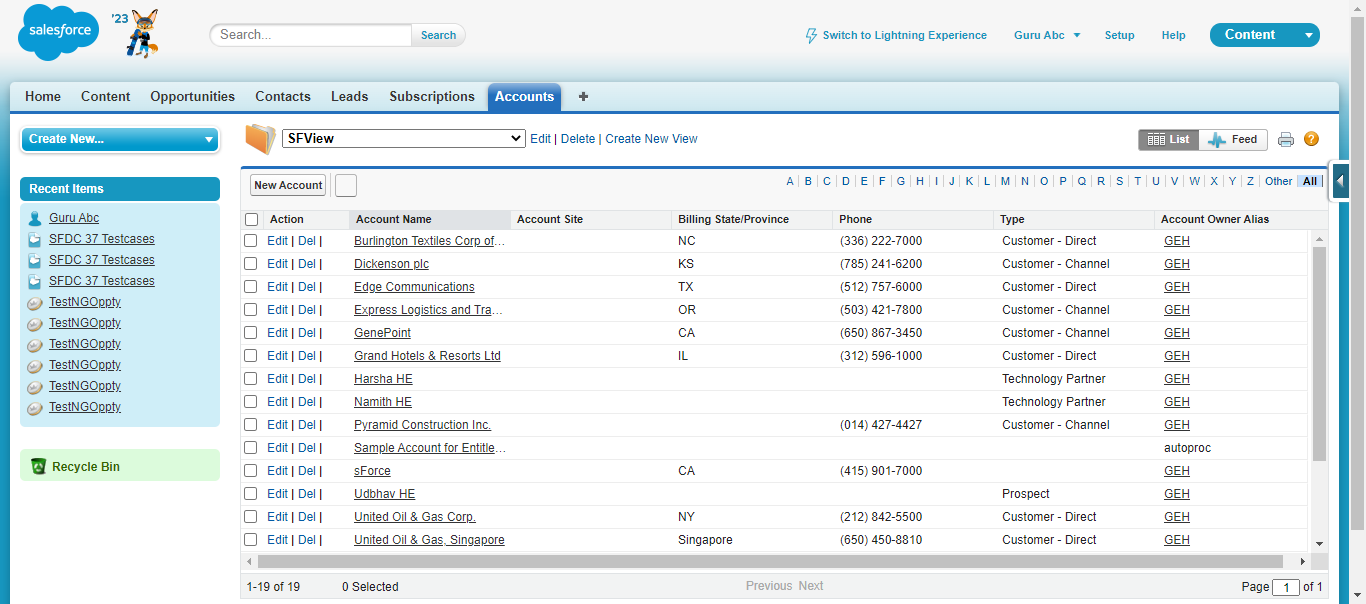 salesforce '23
Search... Search
Switch to Lightning Experience Guru Abc Setup Help Content
Home Content Opportunities Contacts Leads Subscriptions Accounts +
Create New...
Recent Items
Guru Abc
SFDC 37 Testcases
SFDC 37 Testcases
SFDC 37 Testcases
TestNGOppty
TestNGOppty
TestNGOppty
TestNGOppty
TestNGOppty
TestNGOppty
Recycle Bin
SFView Edit | Delete | Create New View List Feed ?
New Account A | B | C | D | E | F | G | H | I | J | K | L | M | N | O | P | Q | R | S | T | U | V | W | X | Y | Z | Other | All |
Action Account Name Account Site Billing State/Province Phone Type Account Owner Alias
Edit | Del | Burlington Textiles Corp of... NC (336) 222-7000 Customer - Direct GEH
Edit | Del | Dickenson plc KS (785) 241-6200 Customer - Channel GEH
Edit | Del | Edge Communications TX (512) 757-6000 Customer - Direct GEH
Edit | Del | Express Logistics and Tra... OR (503) 421-7800 Customer - Channel GEH
Edit | Del | GenePoint CA (650) 867-3450 Customer - Channel GEH
Edit | Del | Grand Hotels & Resorts Ltd IL (312) 596-1000 Customer - Direct GEH
Edit | Del | Harsha HE Technology Partner GEH
Edit | Del | Namith HE Technology Partner GEH
Edit | Del | Pyramid Construction Inc. (014) 427-4427 Customer - Channel GEH
Edit | Del | Sample Account for Entitle... autoproc
Edit | Del | sForce CA (415) 901-7000 GEH
Edit | Del | Udbhav HE Prospect GEH
Edit | Del | United Oil & Gas Corp. NY (212) 842-5500 Customer - Direct GEH
Edit | Del | United Oil & Gas, Singapore Singapore (650) 450-8810 Customer - Direct GEH
1-19 of 19 0 Selected Previous Next Page 1 of 1